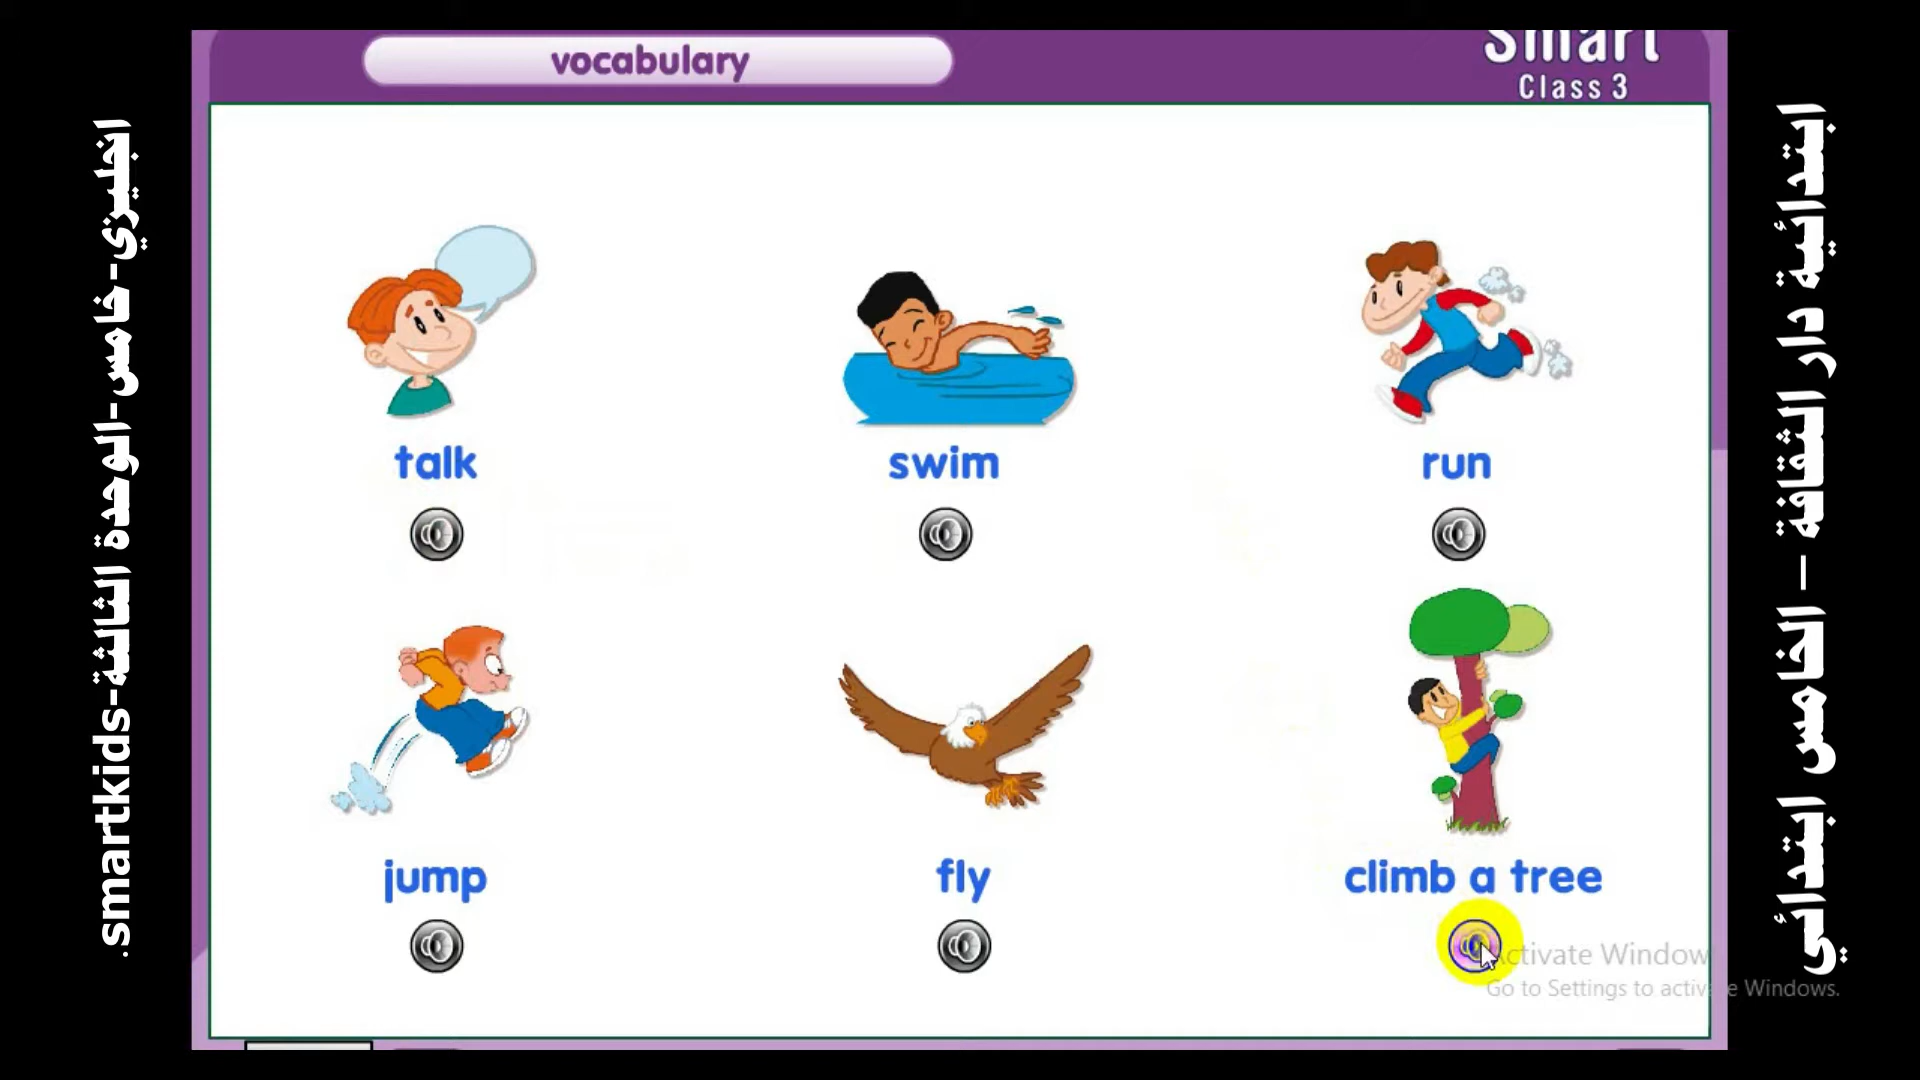 vocabulary
Smart
Class 3
talk
swim
run
jump
fly
climb a tree
Activate Window
Go to Settings to activate Windows.
انجليزي-خامس-الوحدة الثالثة-smartkids.
ابتدائية دار الثقافة – الخامس ابتدائي